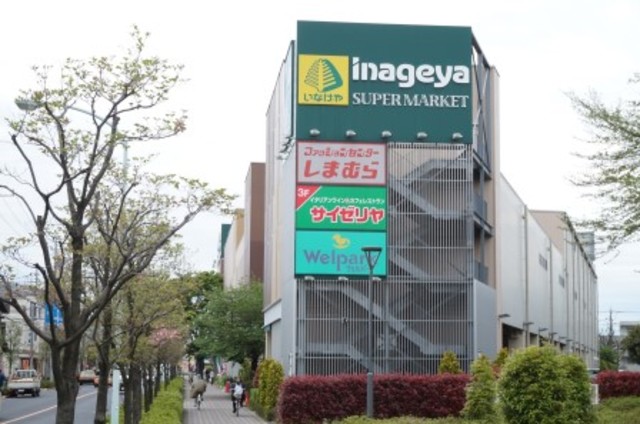 inageya
いなげや
SUPER MARKET
ファッションセンター
しまむら
3F
イタリアンワイン&カフェレストラン
サイゼリヤ
Welpark